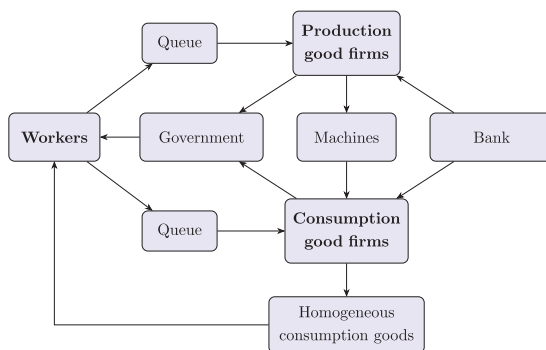 Queue
Production
good firms
Workers
Government
Machines
Bank
Queue
Consumption
good firms
Homogeneous
consumption goods